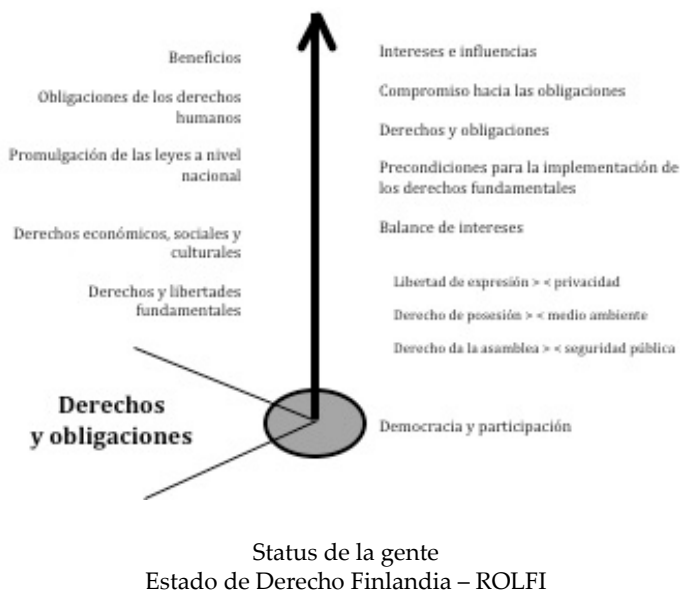 Beneficios
Obligaciones de los derechos
humanos
Promulgación de las leyes a nivel
nacional
Derechos económicos, sociales y
culturales
Derechos y libertades
fundamentales
Derechos
y obligaciones
Intereses e influencias
Compromiso hacia las obligaciones
Derechos y obligaciones
Precondiciones para la implementación de
los derechos fundamentales
Balance de intereses
Libertad de expresión > < privacidad
Derecho de posesión > < medio ambiente
Derecho da la asamblea > < seguridad pública
Democracia y participación
Status de la gente
Estado de Derecho Finlandia – ROLFI